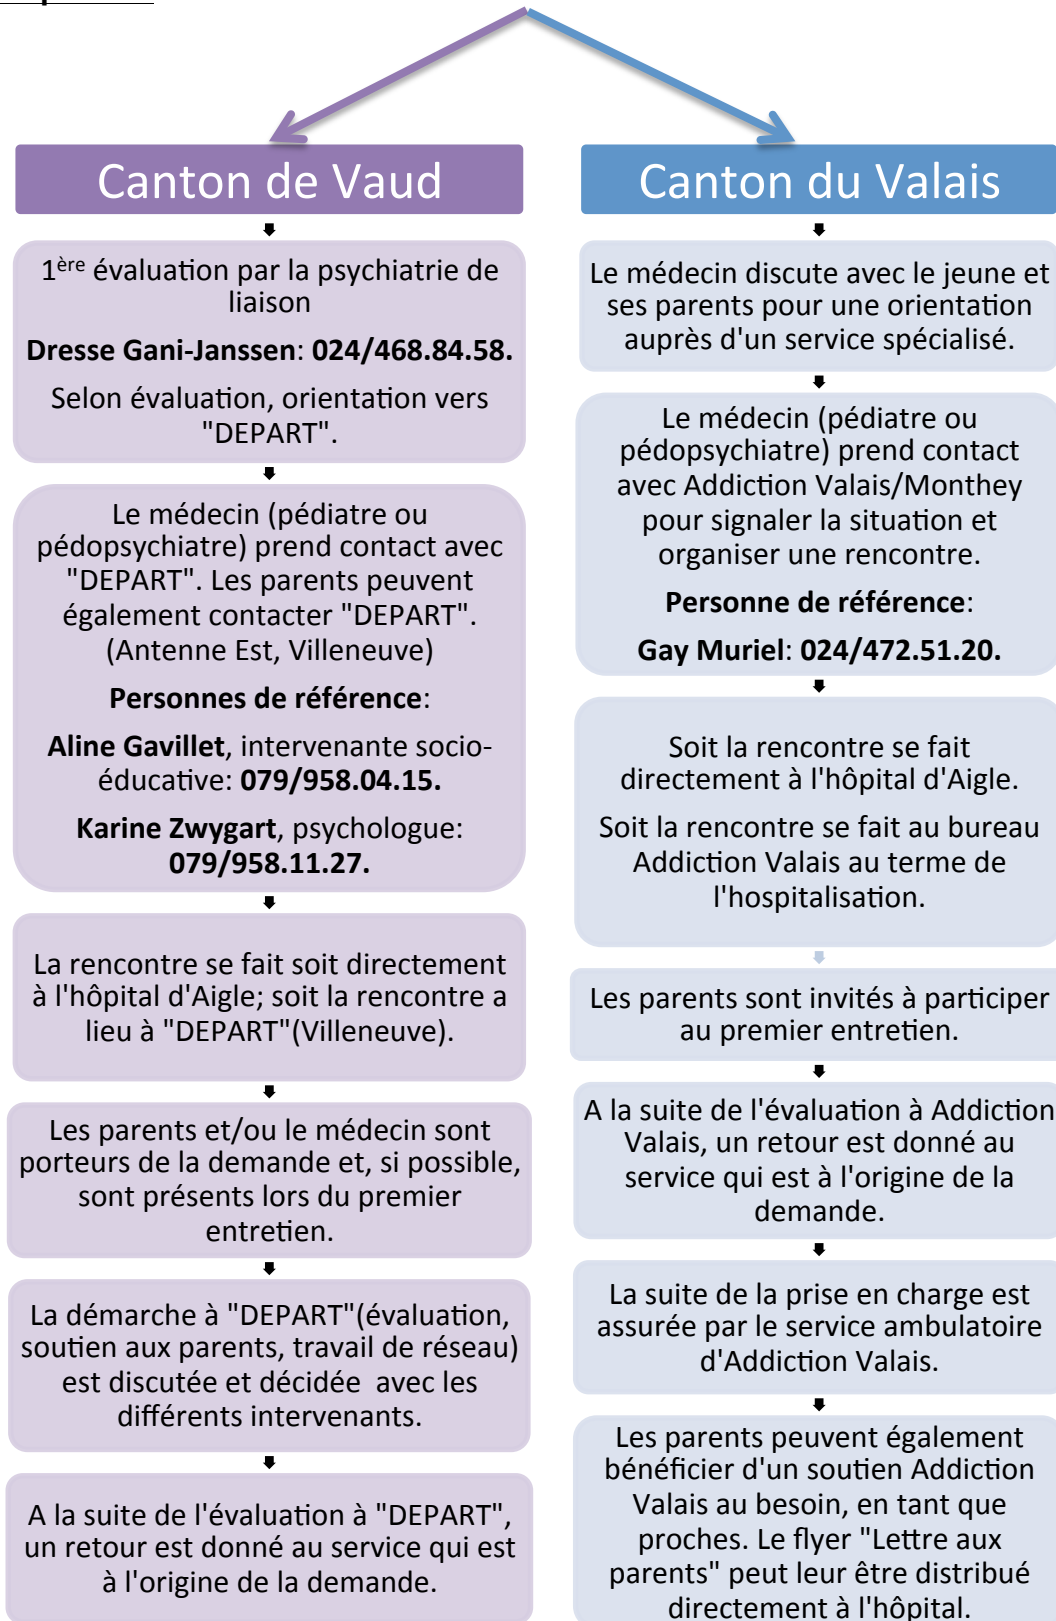 Canton de Vaud
1ère évaluation par la psychiatrie de
liaison
Dresse Gani-Janssen: 024/468.84.58.
Selon évaluation, orientation vers
"DEPART".
Le médecin (pédiatre ou
pédopsychiatre) prend contact avec
"DEPART". Les parents peuvent
également contacter "DEPART".
(Antenne Est, Villeneuve)
Personnes de référence:
Aline Gavillet, intervenante socio-
éducative: 079/958.04.15.
Karine Zwygart, psychologue:
079/958.11.27.
La rencontre se fait soit directement
à l'hôpital d'Aigle; soit la rencontre a
lieu à "DEPART"(Villeneuve).
Les parents et/ou le médecin sont
porteurs de la demande et, si possible,
sont présents lors du premier
entretien.
La démarche à "DEPART"(évaluation,
soutien aux parents, travail de réseau)
est discutée et décidée  avec les
différents intervenants.
A la suite de l'évaluation à "DEPART",
un retour est donné au service qui est
à l'origine de la demande.
Canton du Valais
Le médecin discute avec le jeune et
ses parents pour une orientation
auprès d'un service spécialisé.
Le médecin (pédiatre ou
pédopsychiatre) prend contact
avec Addiction Valais/Monthey
pour signaler la situation et
organiser une rencontre.
Personne de référence:
Gay Muriel: 024/472.51.20.
Soit la rencontre se fait
directement à l'hôpital d'Aigle.
Soit la rencontre se fait au bureau
Addiction Valais au terme de
l'hospitalisation.
Les parents sont invités à participer
au premier entretien.
A la suite de l'évaluation à Addiction
Valais, un retour est donné au
service qui est à l'origine de la
demande.
La suite de la prise en charge est
assurée par le service ambulatoire
d'Addiction Valais.
Les parents peuvent également
bénéficier d'un soutien Addiction
Valais au besoin, en tant que
proches. Le flyer "Lettre aux
parents" peut leur être distribué
directement à l'hôpital.